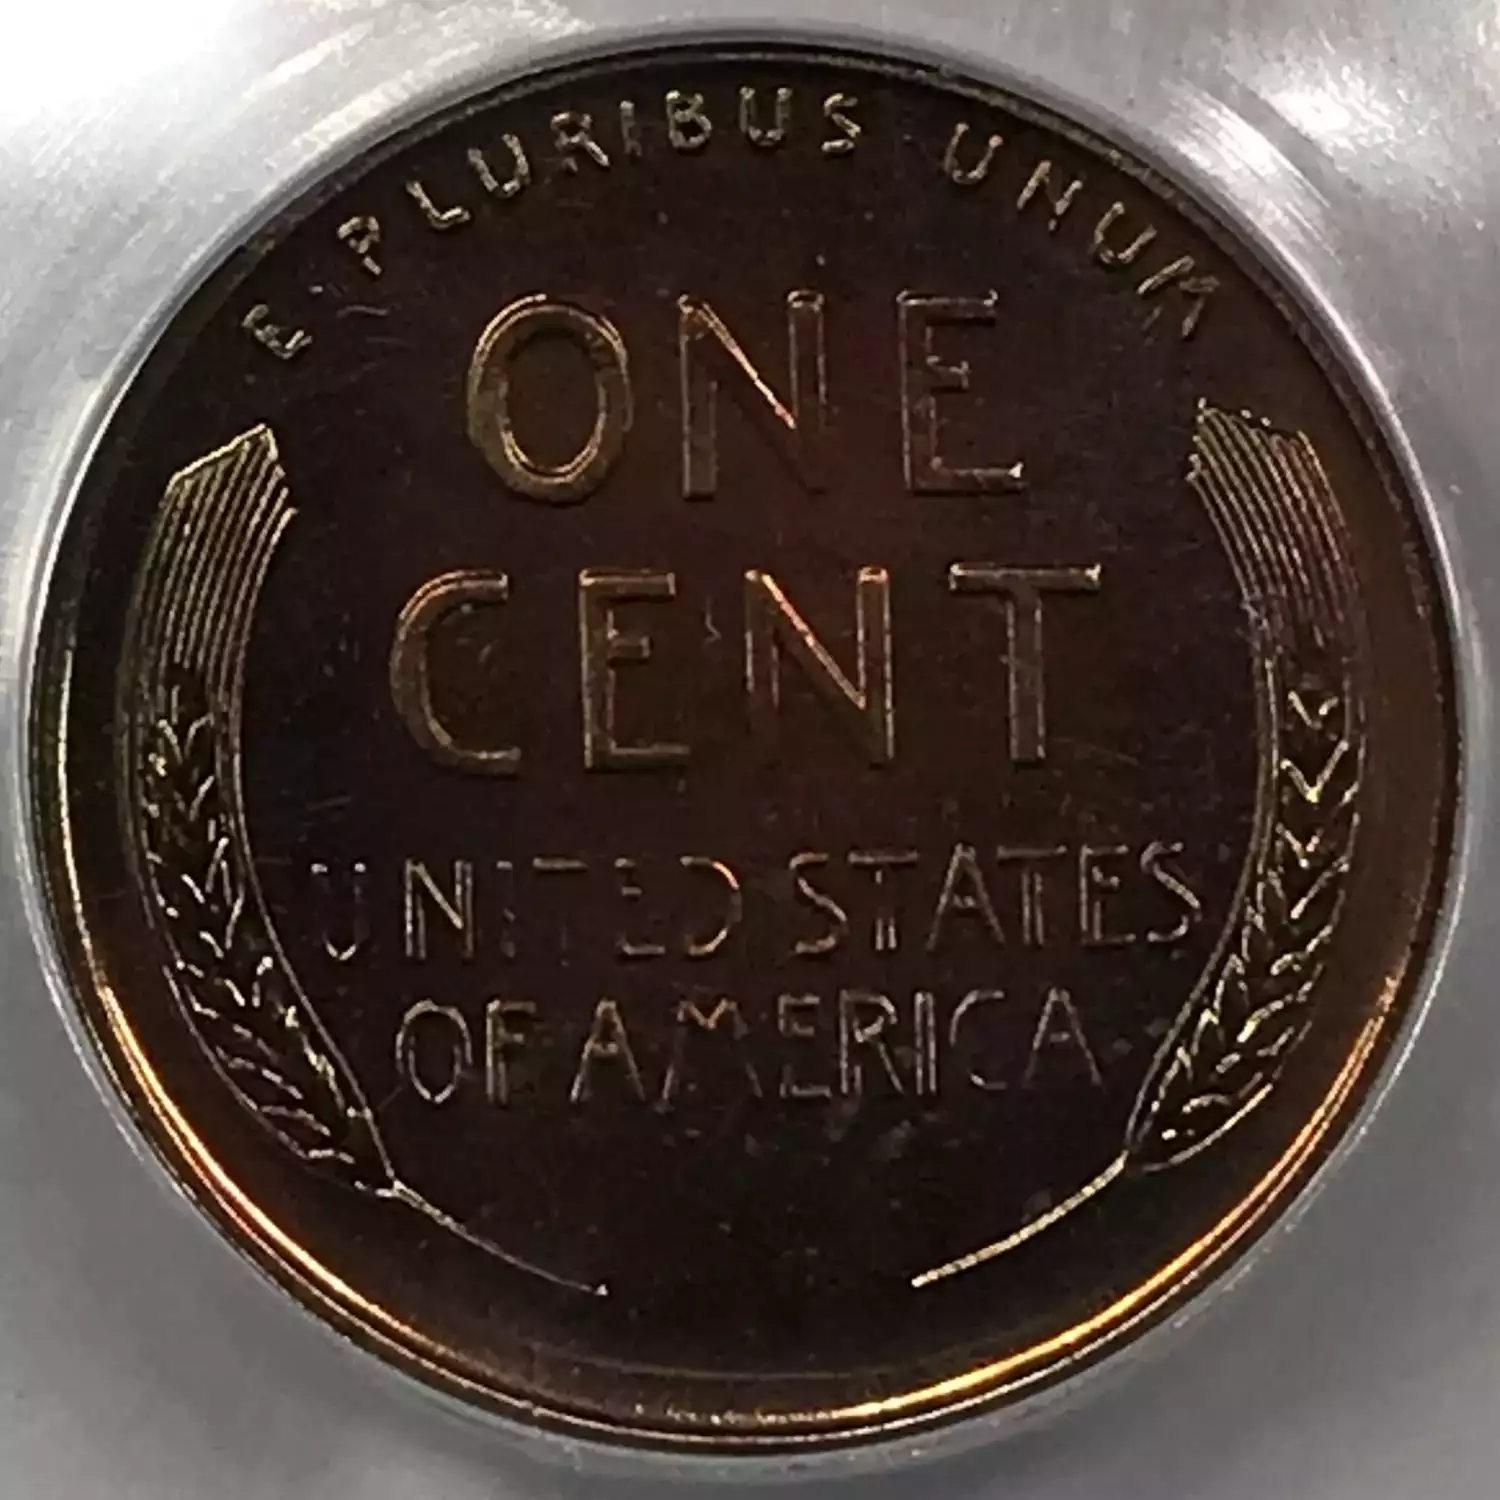 E PLURIBUS UNUM
ONE
CENT
UNITED STATES
OF AMERICA